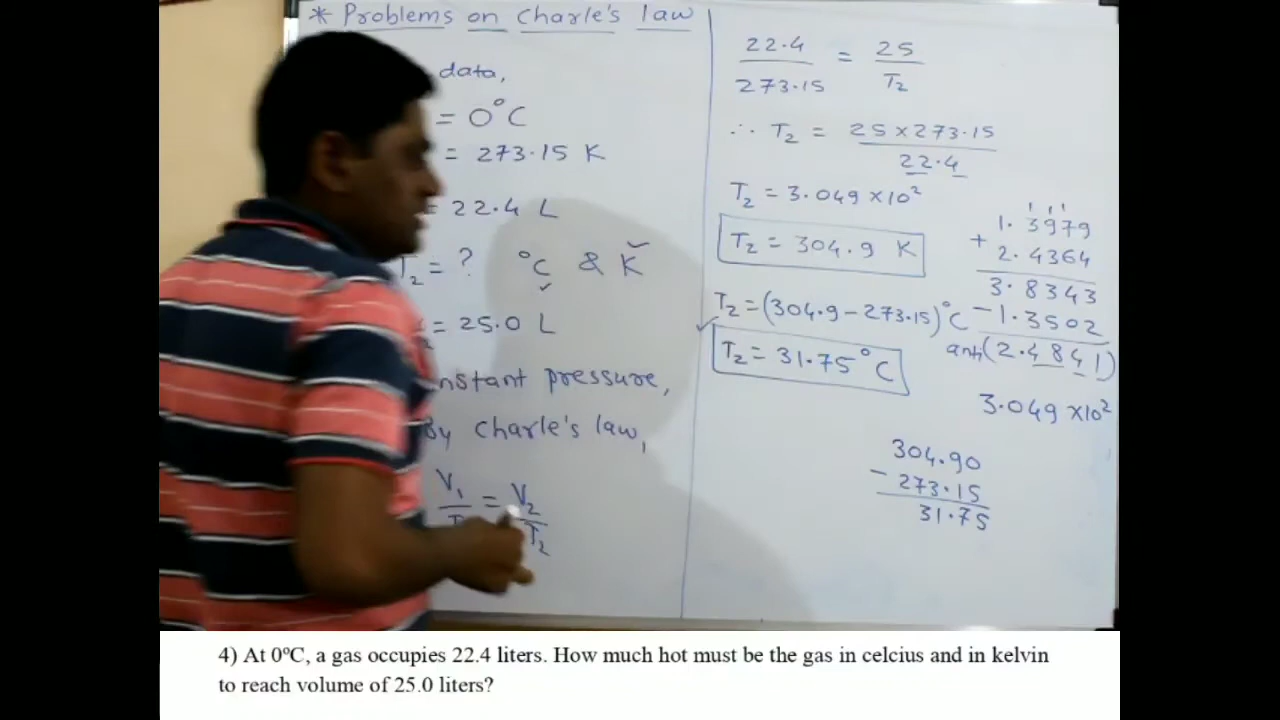 * Problems on Charle's law
data,
= 0°C
= 273.15 K
= 22.4 L
T₂ = ? °C & K
= 25.0 L
nstant pressure,
By Charle's law,
V₁ = V₂
T₂
22.4 = 25
273.15 T₂
∴ T₂ = 25 × 273.15
22.4
T₂ = 3.049 × 10²
T₂ = 304.9 K
T₂ = (304.9 − 273.15)°C
T₂ = 31.75°C
1 1 1
1.3979
+ 2.4364
3.8343
− 1.3502
anti(2.4841)
3.049 × 10²
304.90
− 273.15
31.75
4) At 0ºC, a gas occupies 22.4 liters. How much hot must be the gas in celcius and in kelvin
to reach volume of 25.0 liters?